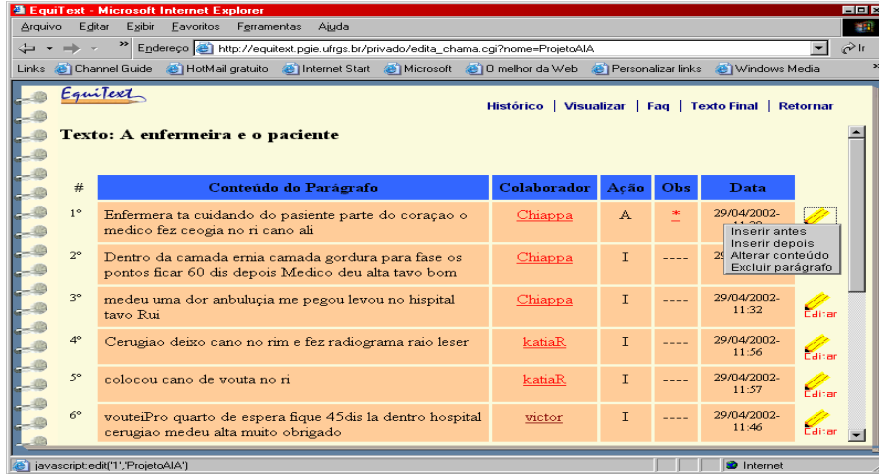 EquiText - Microsoft Internet Explorer
Arquivo Editar Exibir Favoritos Ferramentas Ajuda
» Endereço http://equitext.pgie.ufrgs.br/privado/edita_chama.cgi?nome=ProjetoAIA Ir
Links Channel Guide HotMail gratuito Internet Start Microsoft O melhor da Web Personalizar links Windows Media »
EquiText
Histórico | Visualizar | Faq | Texto Final | Retornar
Texto: A enfermeira e o paciente
# Conteúdo do Parágrafo Colaborador Ação Obs Data
1° Enfermera ta cuidando do pasiente parte do coraçao o
medico fez ceogia no ri cano ali
Chiappa A * 29/04/2002-
Inserir antes
Inserir depois
Alterar conteúdo
Excluir parágrafo
2° Dentro da camada ernia camada gordura para fase os
pontos ficar 60 dis depois Medico deu alta tavo bom
Chiappa I ----
3° medeu uma dor anbuluçia me pegou levou no hispital
tavo Rui
Chiappa I ---- 29/04/2002-
11:32
Editar
4° Cerugiao deixo cano no rim e fez radiograma raio leser katiaR I ---- 29/04/2002-
11:56
Editar
5° colocou cano de vouta no ri katiaR I ---- 29/04/2002-
11:57
Editar
6° vouteiPro quarto de espera fique 45dis la dentro hospital
cerugiao medeu alta muito obrigado
victor I ---- 29/04/2002-
11:46
Editar
javascript:edit('1','ProjetoAIA') Internet